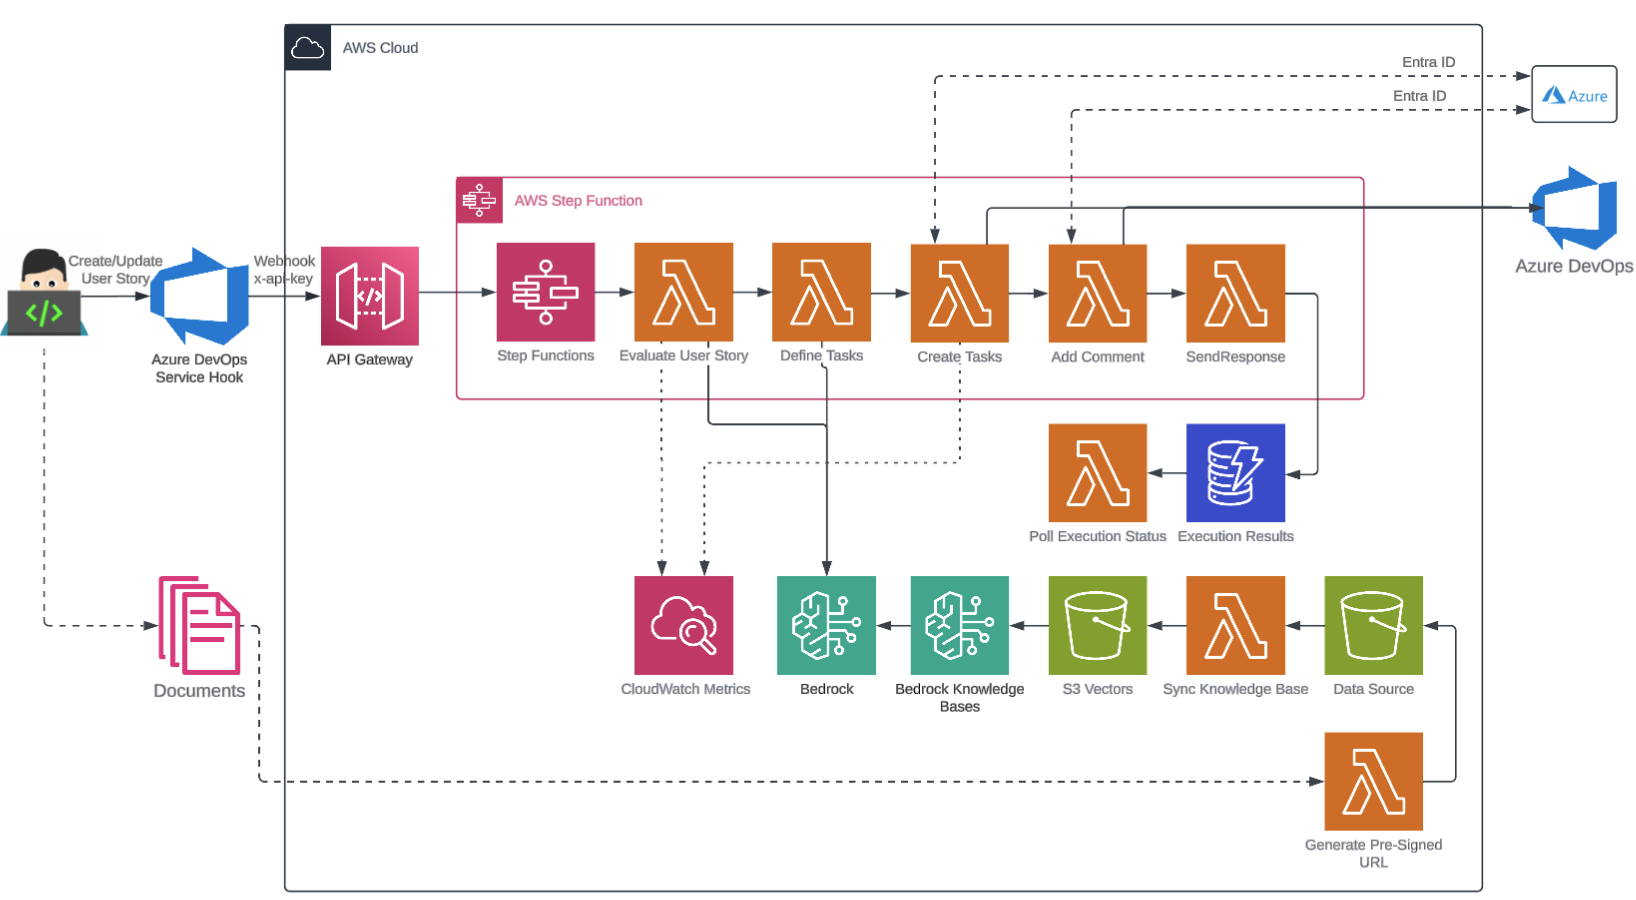 AWS Cloud
Entra ID
Entra ID
Azure
AWS Step Function
Create/Update
User Story
Webhook
x-api-key
</>
</>
Azure DevOps
Azure DevOps
Service Hook
API Gateway
Step Functions
Evaluate User Story
Define Tasks
Create Tasks
Add Comment
SendResponse
Poll Execution Status
Execution Results
Documents
CloudWatch Metrics
Bedrock
Bedrock Knowledge
Bases
S3 Vectors
Sync Knowledge Base
Data Source
Generate Pre-Signed
URL